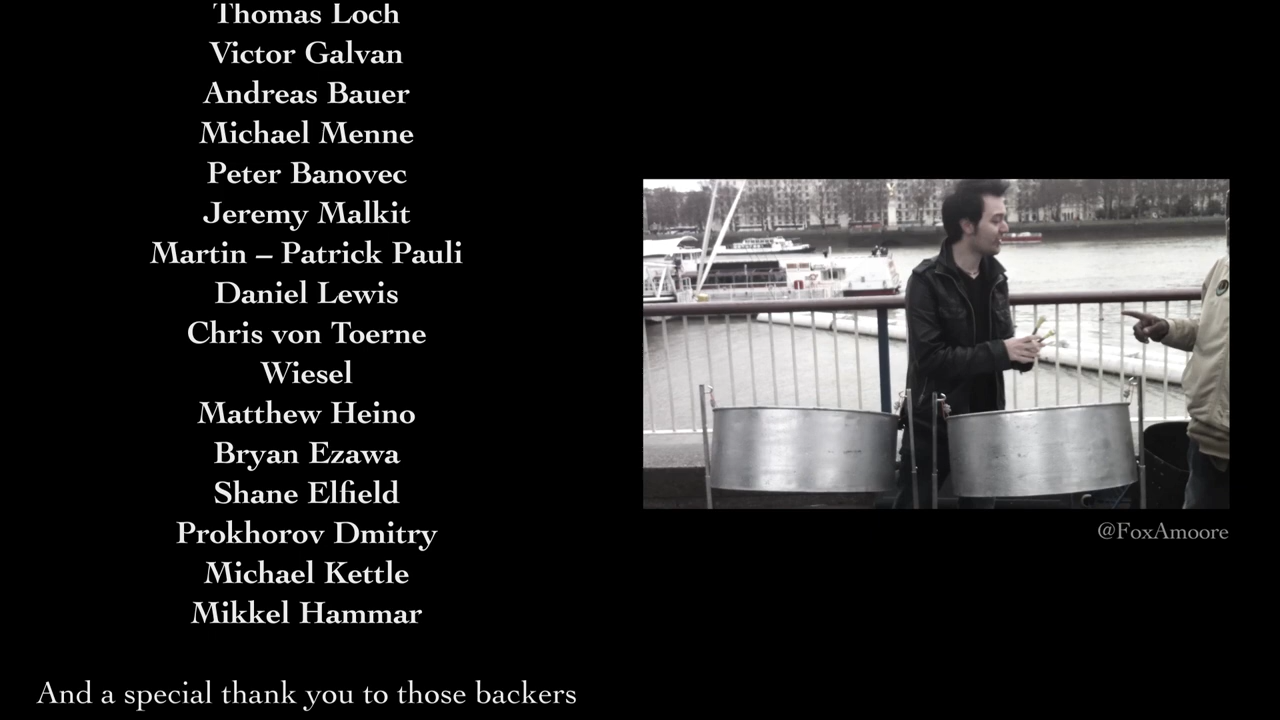 Thomas Loch
Victor Galvan
Andreas Bauer
Michael Menne
Peter Banovec
Jeremy Malkit
Martin – Patrick Pauli
Daniel Lewis
Chris von Toerne
Wiesel
Matthew Heino
Bryan Ezawa
Shane Elfield
Prokhorov Dmitry
Michael Kettle
Mikkel Hammar
And a special thank you to those backers
@FoxAmoore